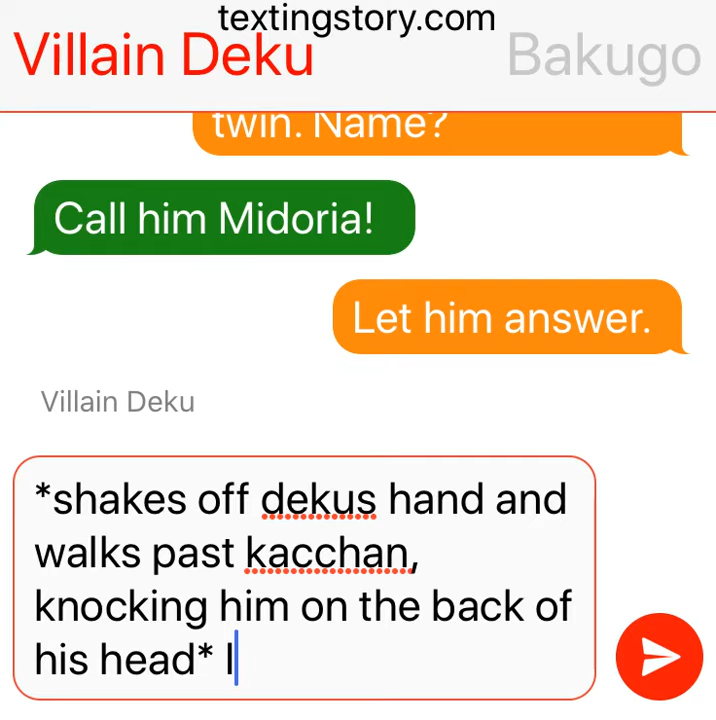 textingstory.com
Villain Deku
Bakugo
twin. Name?
Call him Midoria!
Let him answer.
Villain Deku
*shakes off dekus hand and
walks past kacchan,
knocking him on the back of
his head* I